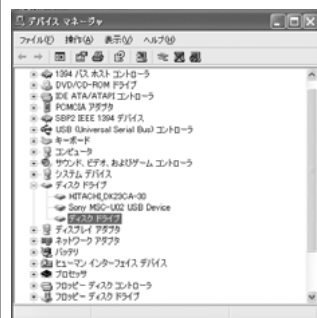 デバイス マネージャ
ファイル(F) 操作(A) 表示(V) ヘルプ(H)
1394 バス ホスト コントローラ
DVD/CD-ROM ドライブ
IDE ATA/ATAPI コントローラ
PCMCIA アダプタ
SBP2 IEEE 1394 デバイス
USB (Universal Serial Bus) コントローラ
キーボード
コンピュータ
サウンド、ビデオ、およびゲーム コントローラ
システム デバイス
ディスク ドライブ
HITACHI_DK23CA-30
Sony MSC-U02 USB Device
ディスク ドライブ
ディスプレイ アダプタ
ネットワーク アダプタ
バッテリ
ヒューマン インターフェイス デバイス
プロセッサ
フロッピー ディスク コントローラ
フロッピー ディスク ドライブ